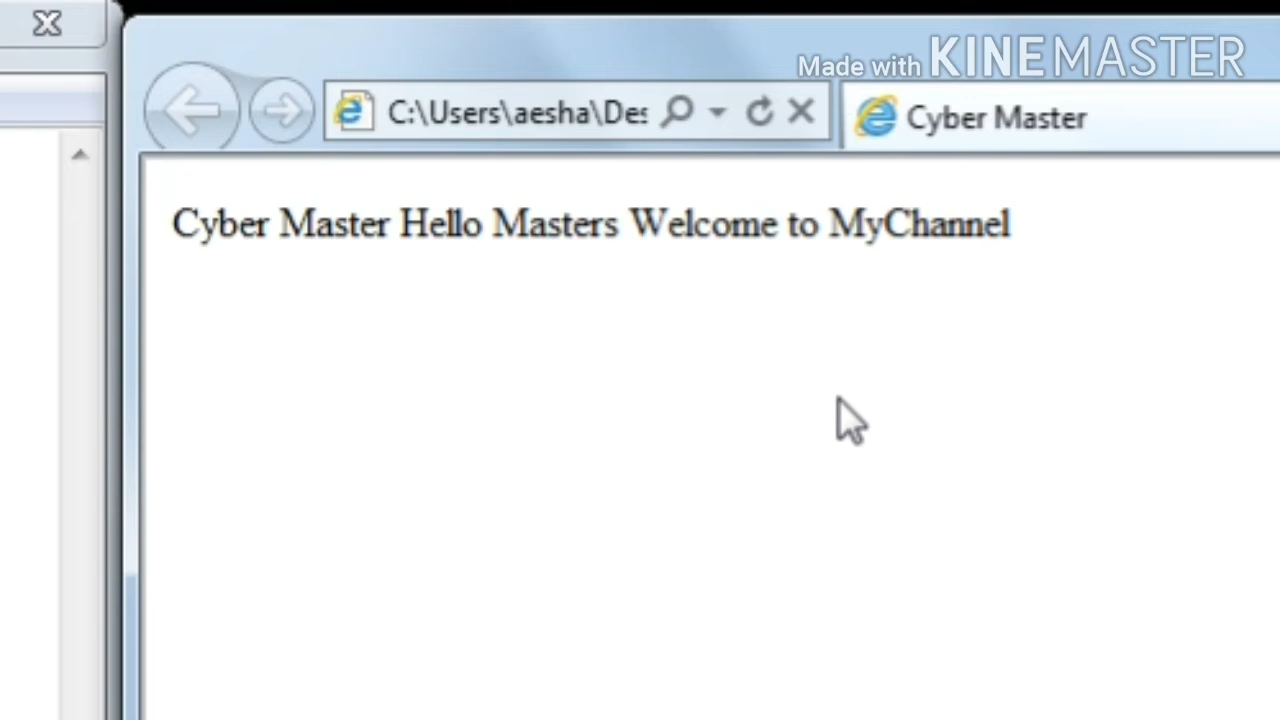 Made with KINEMASTER
C:\Users\aesha\Des
Cyber Master
Cyber Master Hello Masters Welcome to MyChannel